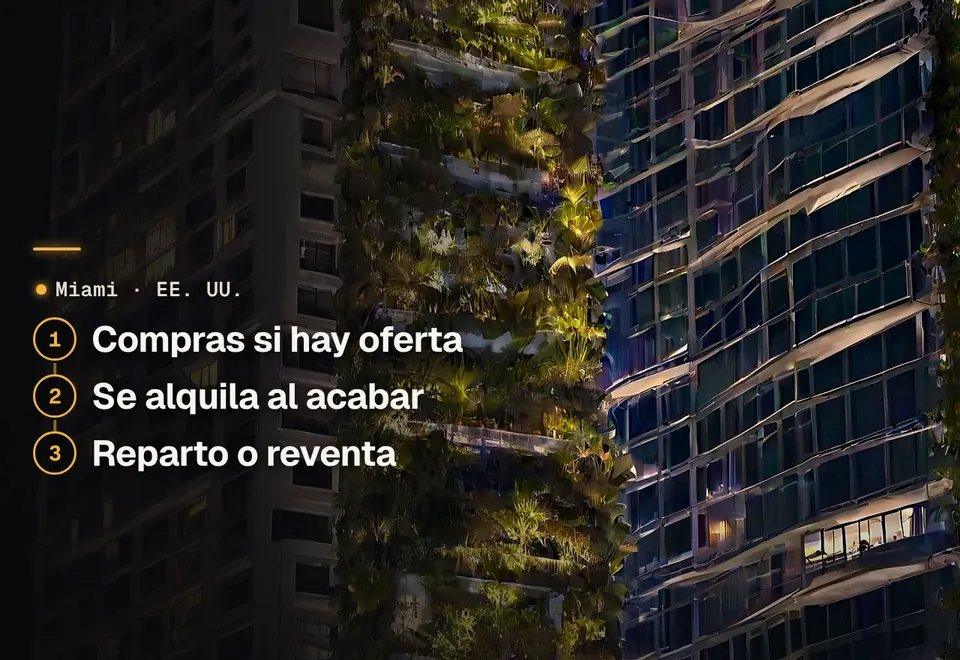 Miami · EE. UU.
1 Compras si hay oferta
2 Se alquila al acabar
3 Reparto o reventa